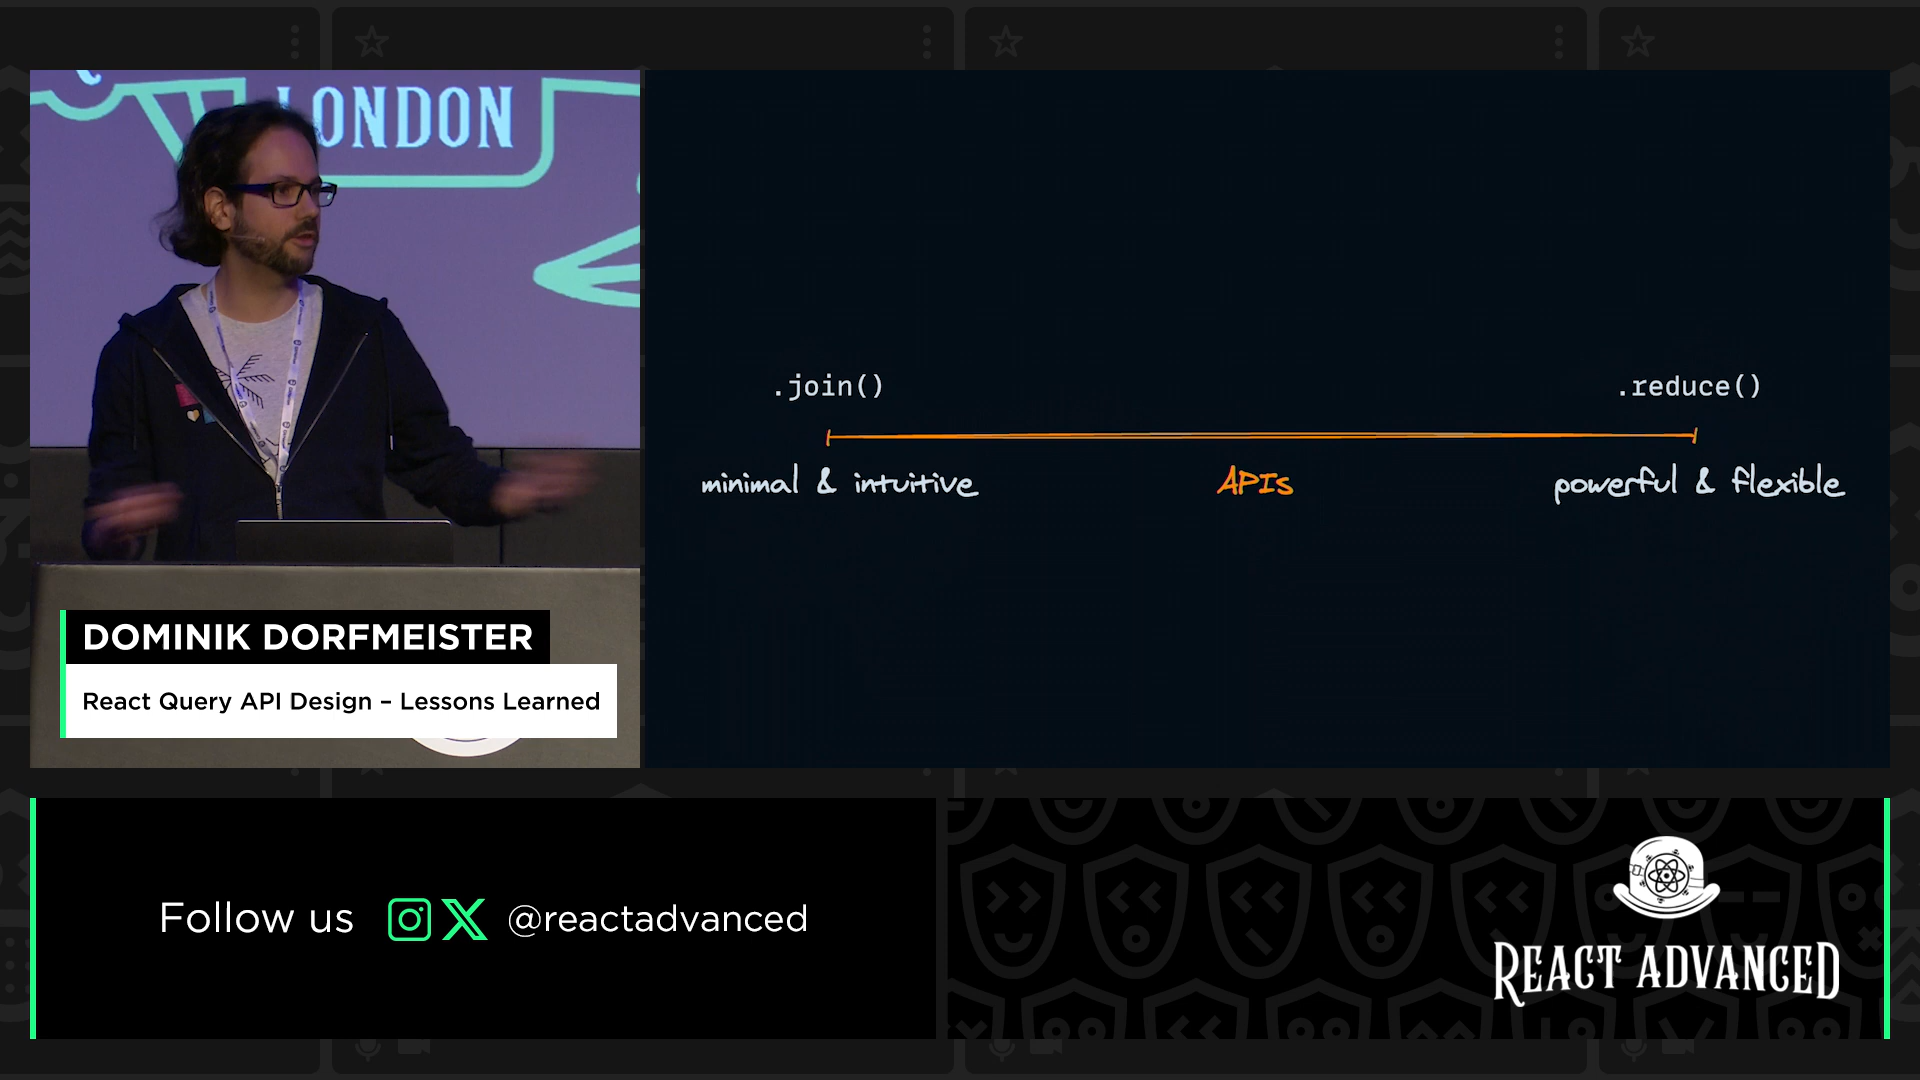 LONDON
.join()
.reduce()
minimal & intuitive
APIs
powerful & flexible
DOMINIK DORFMEISTER
React Query API Design – Lessons Learned
Follow us
@reactadvanced
REACT ADVANCED